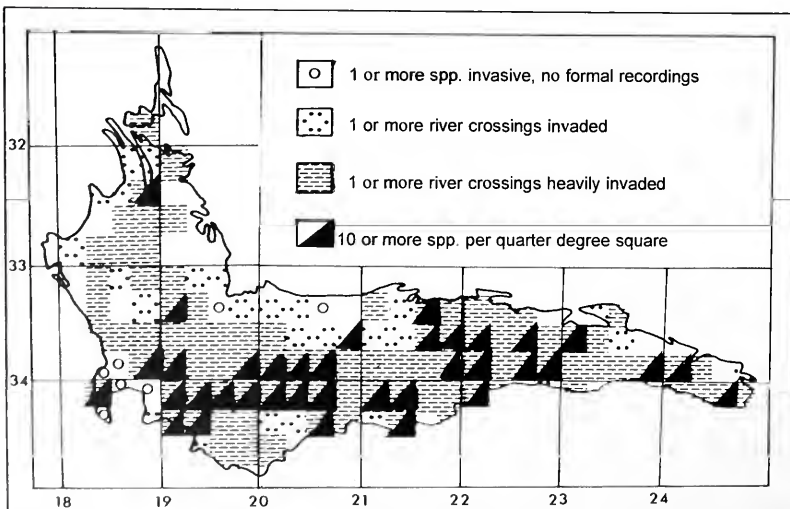 1 or more spp. invasive, no formal recordings
1 or more river crossings invaded
32
1 or more river crossings heavily invaded
10 or more spp. per quarter degree square
33
34
18 19 20 21 22 23 24